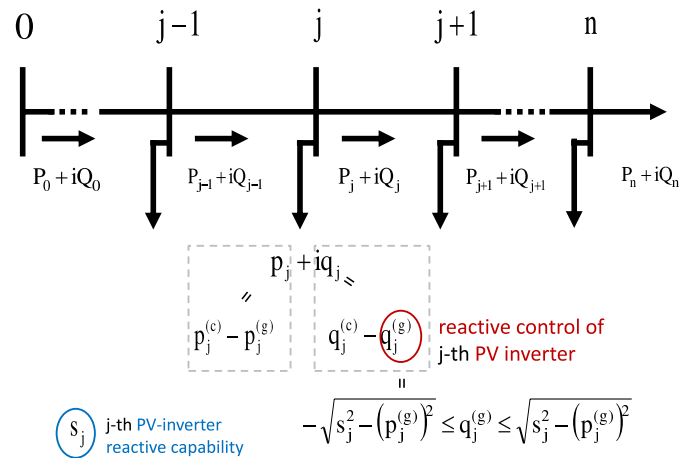 0 j−1 j j+1 n
P₀ + iQ₀ Pⱼ₋₁ + iQⱼ₋₁ Pⱼ + iQⱼ Pⱼ₊₁ + iQⱼ₊₁ Pₙ + iQₙ
pⱼ + iqⱼ
= =
pⱼ^(c) − pⱼ^(g) qⱼ^(c) − qⱼ^(g) reactive control of
j-th PV inverter
=
sⱼ j-th PV-inverter −√(sⱼ² − (pⱼ^(g))²) ≤ qⱼ^(g) ≤ √(sⱼ² − (pⱼ^(g))²)
reactive capability